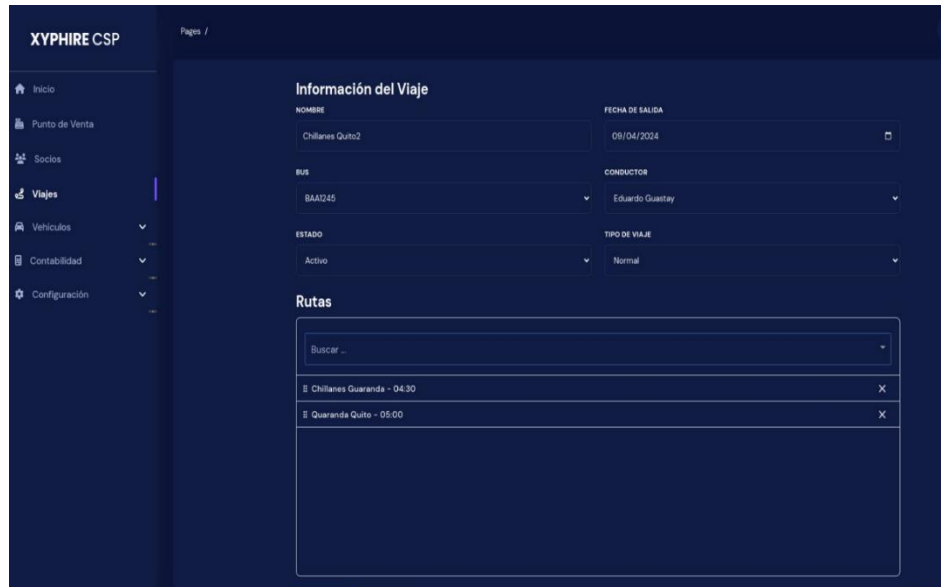 XYPHIRE CSP
Pages /
Inicio
Punto de Venta
Socios
Viajes
Vehículos
Contabilidad
Configuración
Información del Viaje
NOMBRE
FECHA DE SALIDA
Chillanes Quito2
09/04/2024
BUS
CONDUCTOR
BAA1245
Eduardo Guastay
ESTADO
TIPO DE VIAJE
Activo
Normal
Rutas
Buscar ...
Chillanes Guaranda - 04:30
Guaranda Quito - 05:00